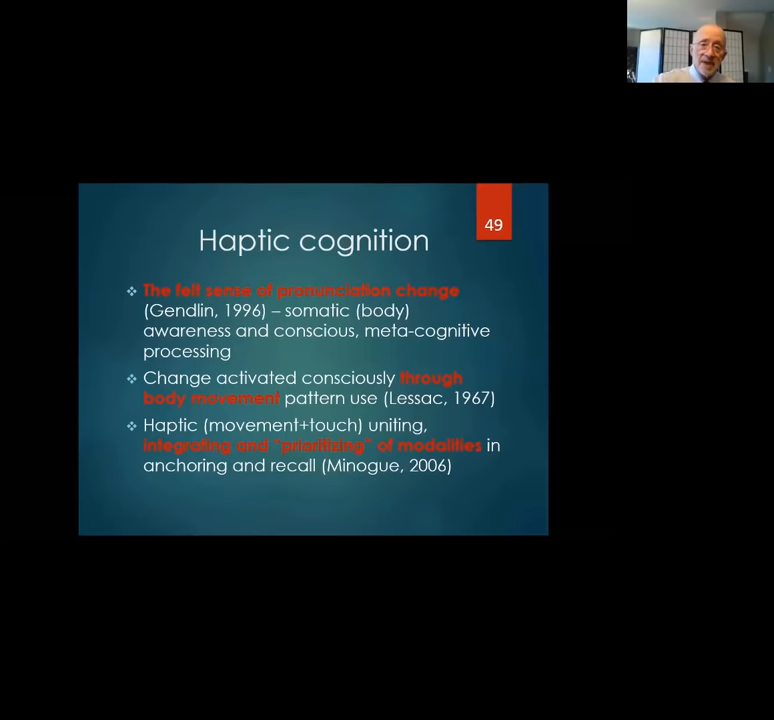 49
Haptic cognition
The felt sense of pronunciation change
(Gendlin, 1996) – somatic (body)
awareness and conscious, meta-cognitive
processing
Change activated consciously through
body movement pattern use (Lessac, 1967)
Haptic (movement+touch) uniting,
integrating and "prioritizing" of modalities in
anchoring and recall (Minogue, 2006)